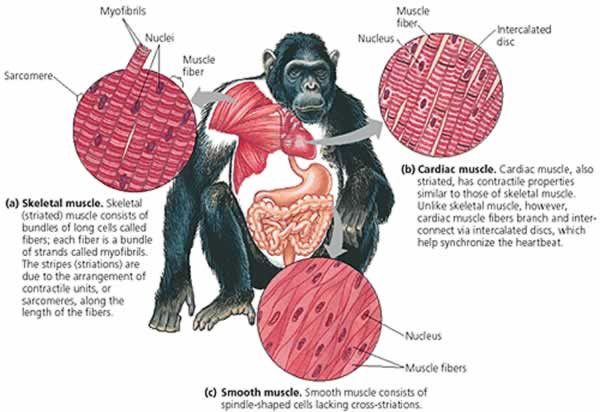 Myofibrils
Nuclei
Sarcomere
Muscle
fiber
(a) Skeletal muscle. Skeletal
(striated) muscle consists of
bundles of long cells called
fibers; each fiber is a bundle
of strands called myofibrils.
The stripes (striations) are
due to the arrangement of
contractile units, or
sarcomeres, along the
length of the fibers.
Muscle
fiber
Nucleus
Intercalated
disc
(b) Cardiac muscle. Cardiac muscle, also
striated, has contractile properties
similar to those of skeletal muscle.
Unlike skeletal muscle, however,
cardiac muscle fibers branch and inter-
connect via intercalated discs, which
help synchronize the heartbeat.
Nucleus
Muscle fibers
(c) Smooth muscle. Smooth muscle consists of
spindle-shaped cells lacking cross-striations.